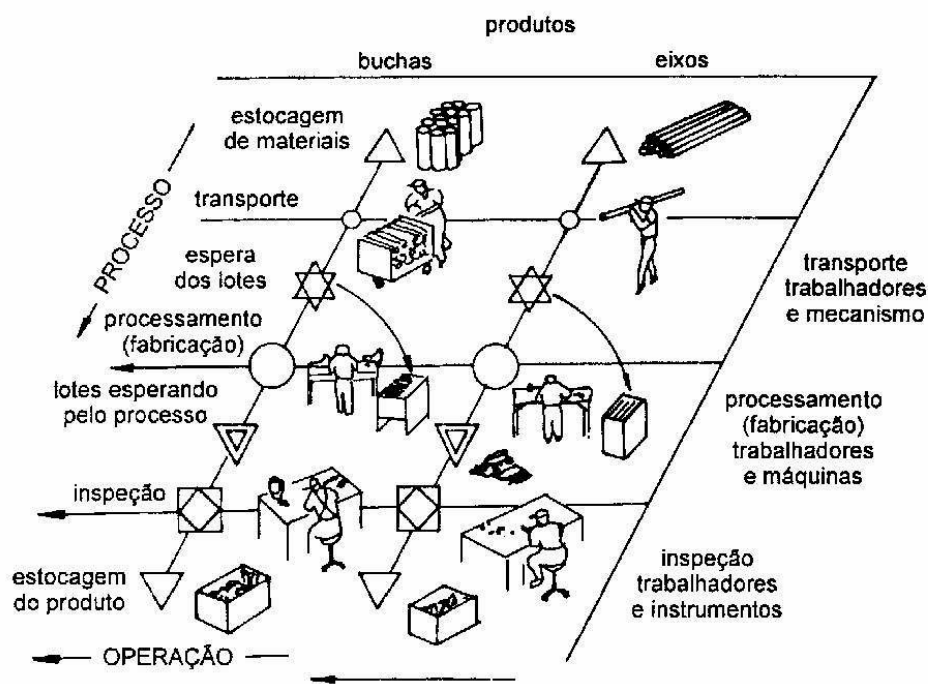 produtos
buchas
eixos
estocagem
de materiais
PROCESSO
transporte
espera
dos lotes
transporte
trabalhadores
e mecanismo
processamento
(fabricação)
lotes esperando
pelo processo
processamento
(fabricação)
trabalhadores
e máquinas
inspeção
estocagem
do produto
inspeção
trabalhadores
e instrumentos
OPERAÇÃO